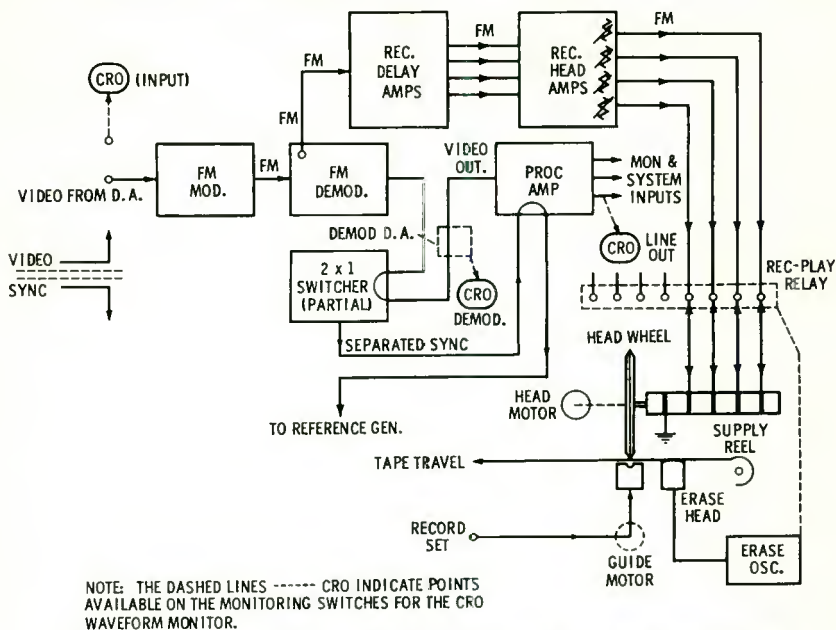 FM
FM
FM
REC.
DELAY
AMPS
REC.
HEAD
AMPS
CRO
(INPUT)
FM
VIDEO FROM D.A.
FM
MOD.
FM
FM
DEMOD.
VIDEO
OUT.
PROC
AMP
MON &
SYSTEM
INPUTS
DEMOD D.A.
CRO
LINE
OUT
REC-PLAY
RELAY
VIDEO
SYNC
2 x 1
SWITCHER
(PARTIAL)
CRO
DEMOD.
SEPARATED SYNC
HEAD WHEEL
HEAD
MOTOR
TO REFERENCE GEN.
SUPPLY
REEL
TAPE TRAVEL
ERASE
HEAD
RECORD
SET
GUIDE
MOTOR
ERASE
OSC.
NOTE: THE DASHED LINES ------ CRO INDICATE POINTS
AVAILABLE ON THE MONITORING SWITCHES FOR THE CRO
WAVEFORM MONITOR.